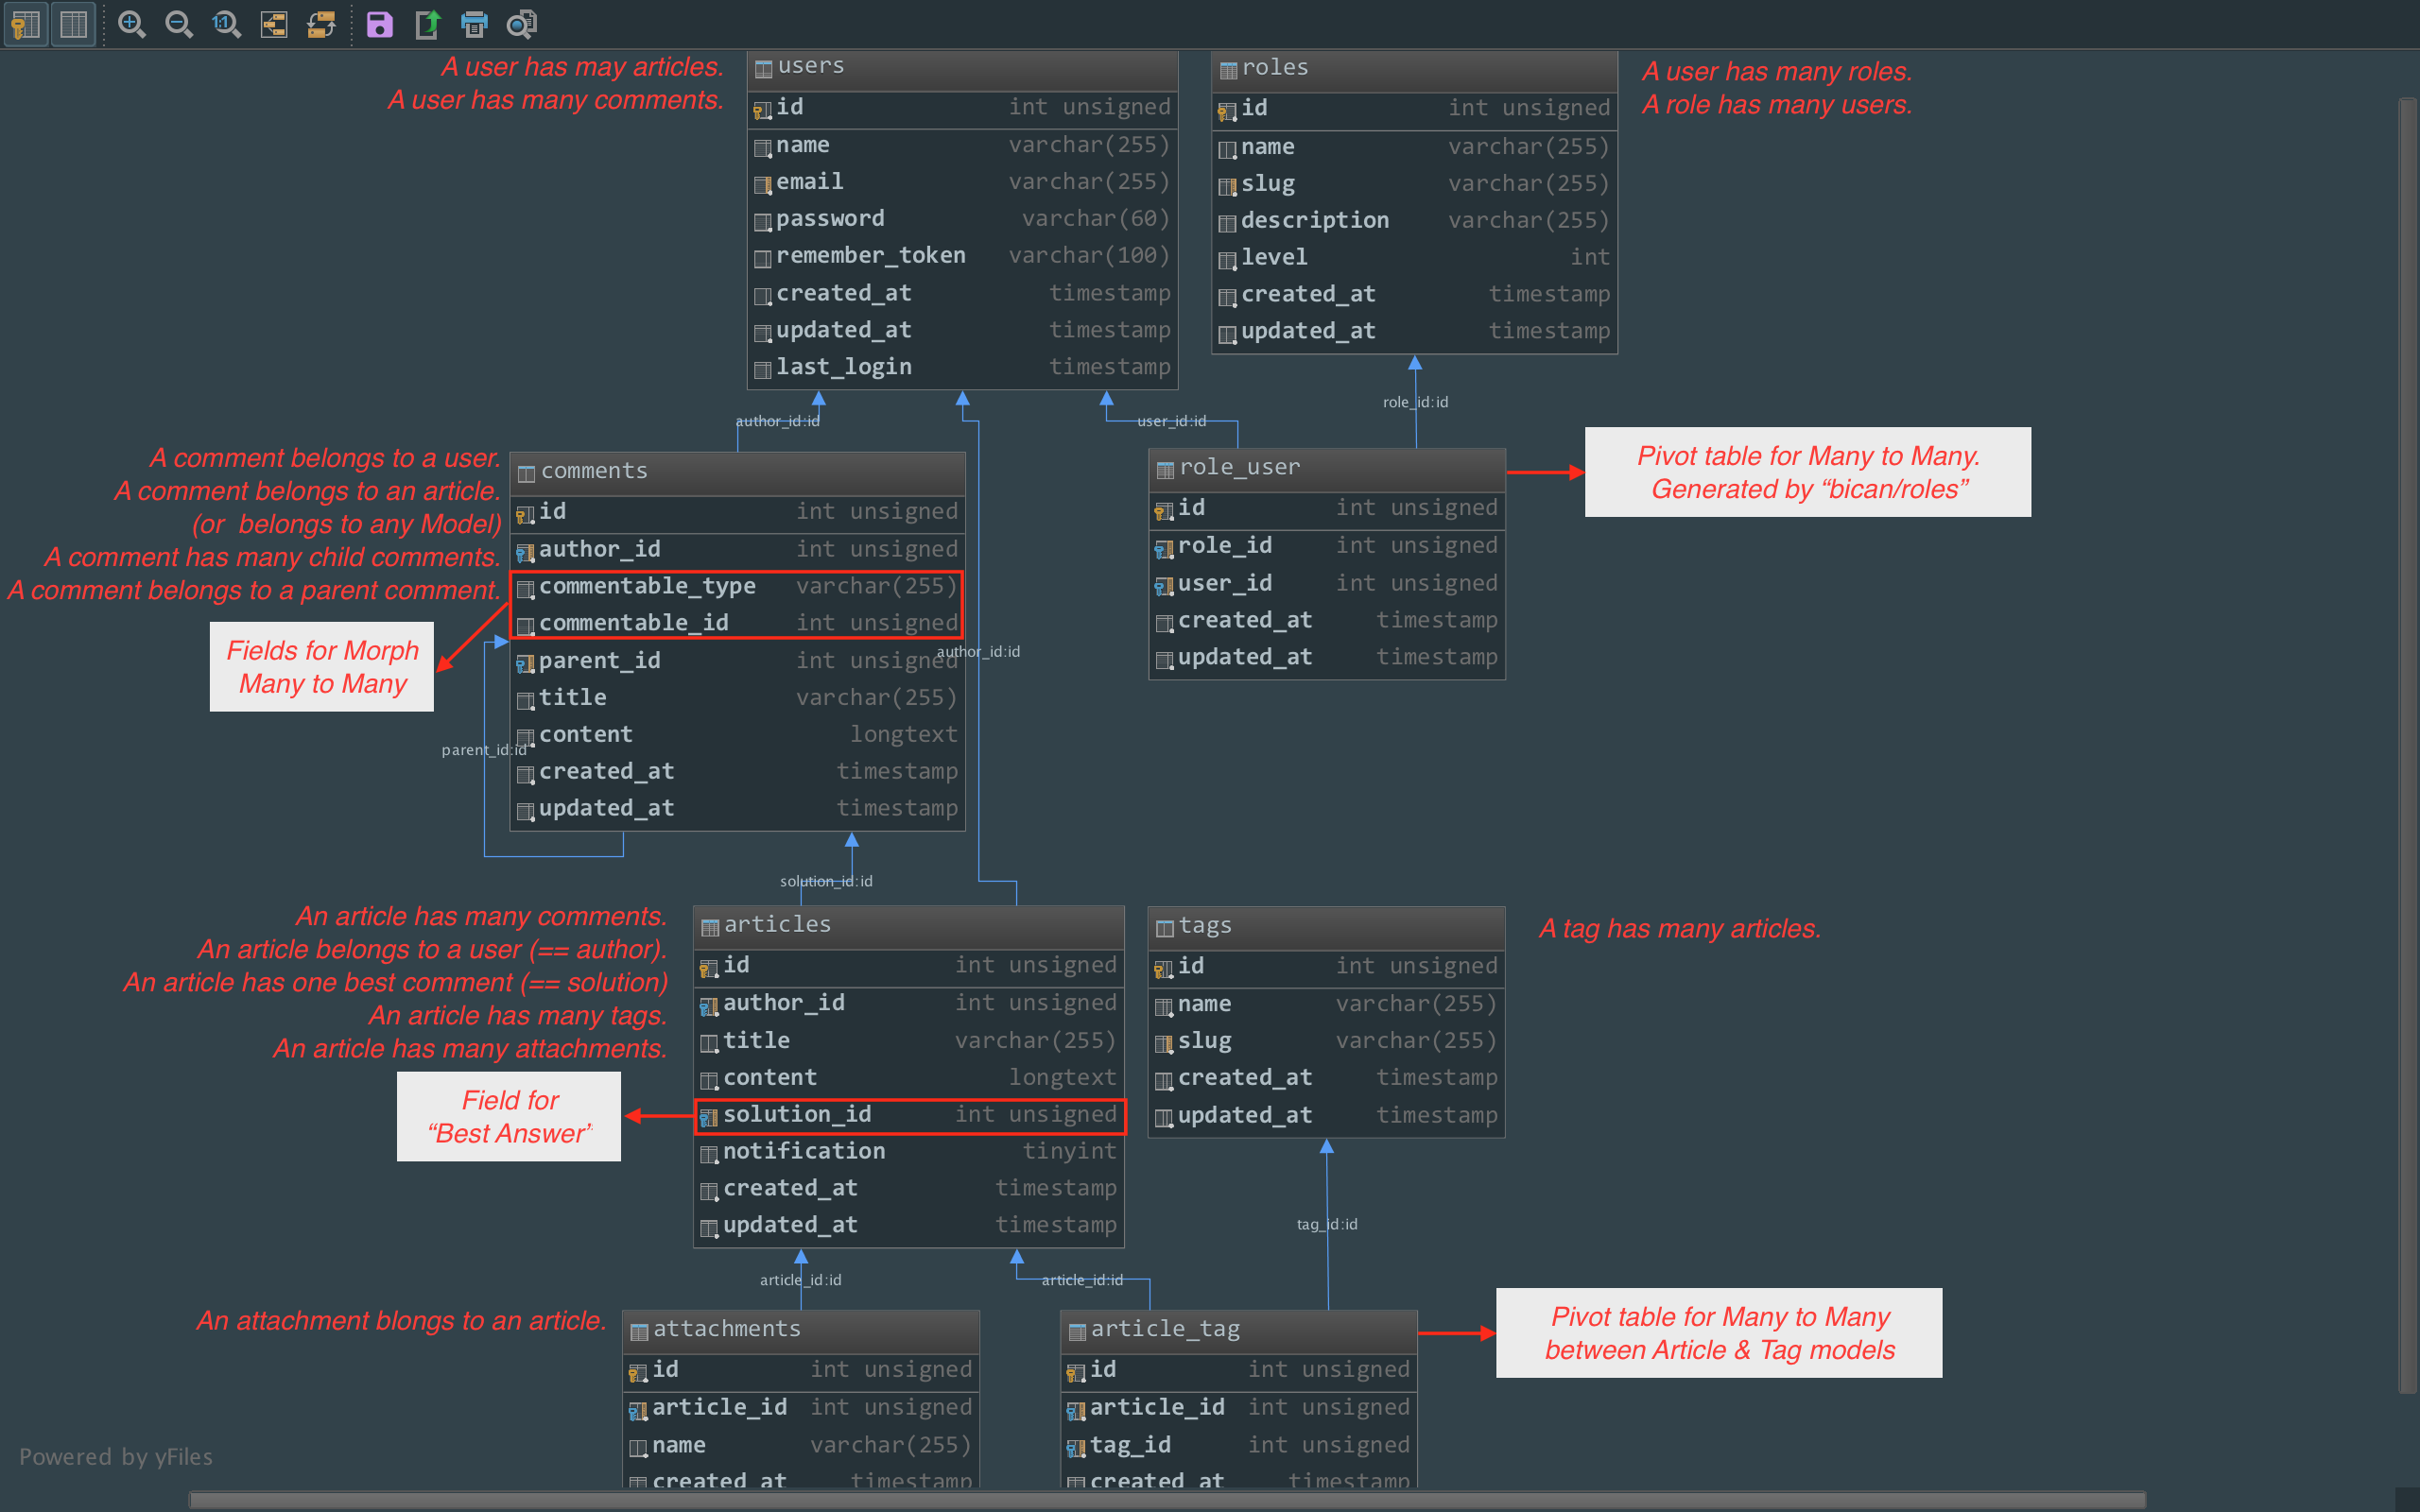 1:1
A user has may articles.
A user has many comments.
users
id int unsigned
name varchar(255)
email varchar(255)
password varchar(60)
remember_token varchar(100)
created_at timestamp
updated_at timestamp
last_login timestamp
roles
id int unsigned
name varchar(255)
slug varchar(255)
description varchar(255)
level int
created_at timestamp
updated_at timestamp
A user has many roles.
A role has many users.
author_id:id
user_id:id
role_id:id
A comment belongs to a user.
A comment belongs to an article.
(or belongs to any Model)
A comment has many child comments.
A comment belongs to a parent comment.
Fields for Morph
Many to Many
parent_id:id
comments
id int unsigned
author_id int unsigned
commentable_type varchar(255)
commentable_id int unsigned
parent_id int unsigned
title varchar(255)
content longtext
created_at timestamp
updated_at timestamp
author_id:id
role_user
id int unsigned
role_id int unsigned
user_id int unsigned
created_at timestamp
updated_at timestamp
Pivot table for Many to Many.
Generated by “bican/roles”
solution_id:id
An article has many comments.
An article belongs to a user (== author).
An article has one best comment (== solution)
An article has many tags.
An article has many attachments.
Field for
“Best Answer”
articles
id int unsigned
author_id int unsigned
title varchar(255)
content longtext
solution_id int unsigned
notification tinyint
created_at timestamp
updated_at timestamp
tags
id int unsigned
name varchar(255)
slug varchar(255)
created_at timestamp
updated_at timestamp
A tag has many articles.
article_id:id
article_id:id
tag_id:id
An attachment blongs to an article.
attachments
id int unsigned
article_id int unsigned
name varchar(255)
created_at timestamp
article_tag
id int unsigned
article_id int unsigned
tag_id int unsigned
created_at timestamp
Pivot table for Many to Many
between Article & Tag models
Powered by yFiles